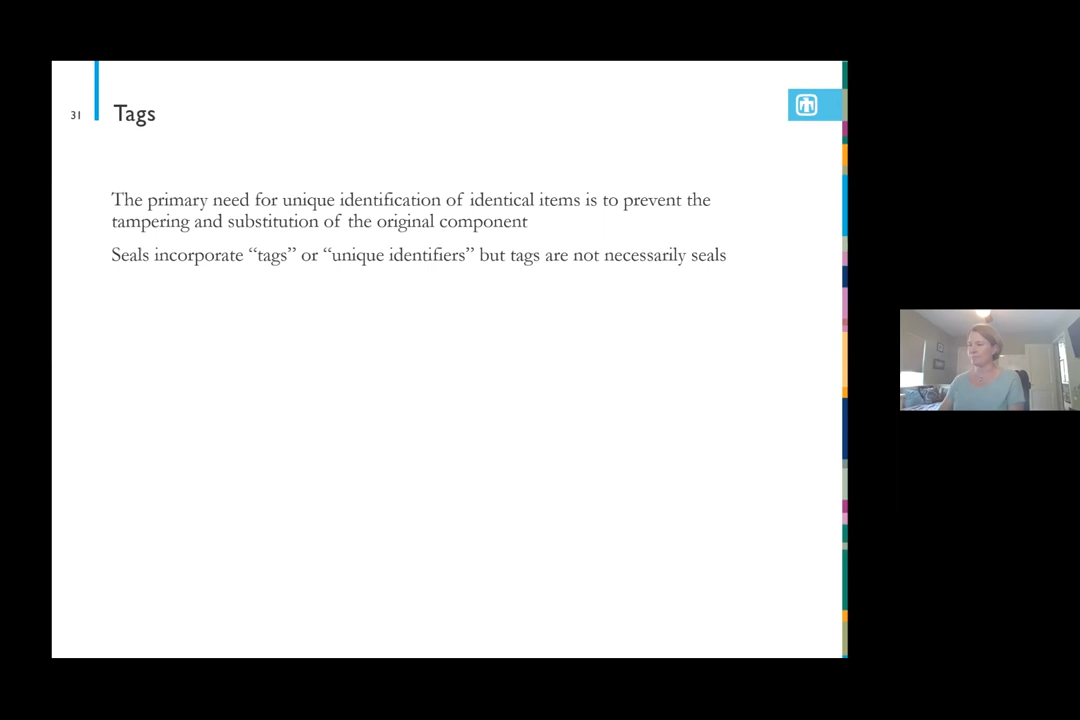 31
Tags
The primary need for unique identification of identical items is to prevent the
tampering and substitution of the original component
Seals incorporate “tags” or “unique identifiers” but tags are not necessarily seals